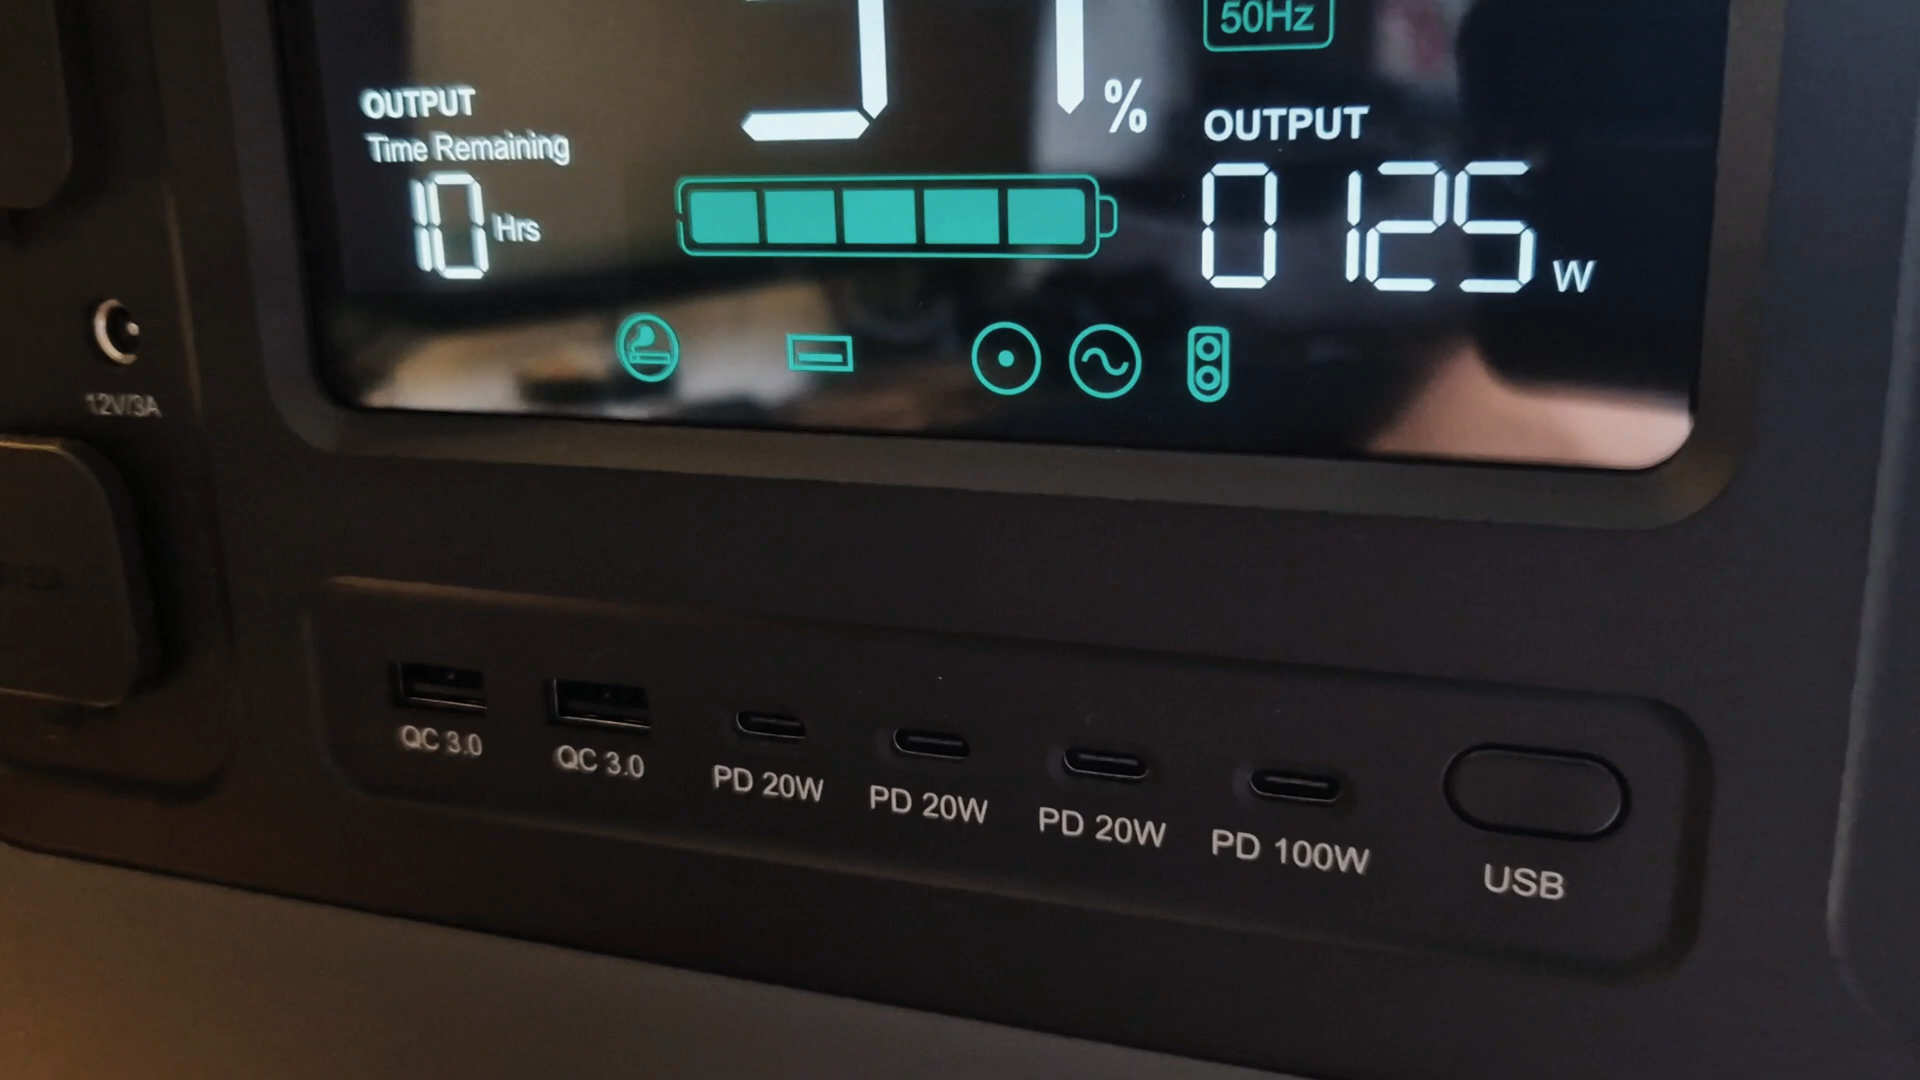 50Hz
OUTPUT
Time Remaining
10 Hrs
%
OUTPUT
0125 W
12V/3A
QC 3.0
QC 3.0
PD 20W
PD 20W
PD 20W
PD 100W
USB